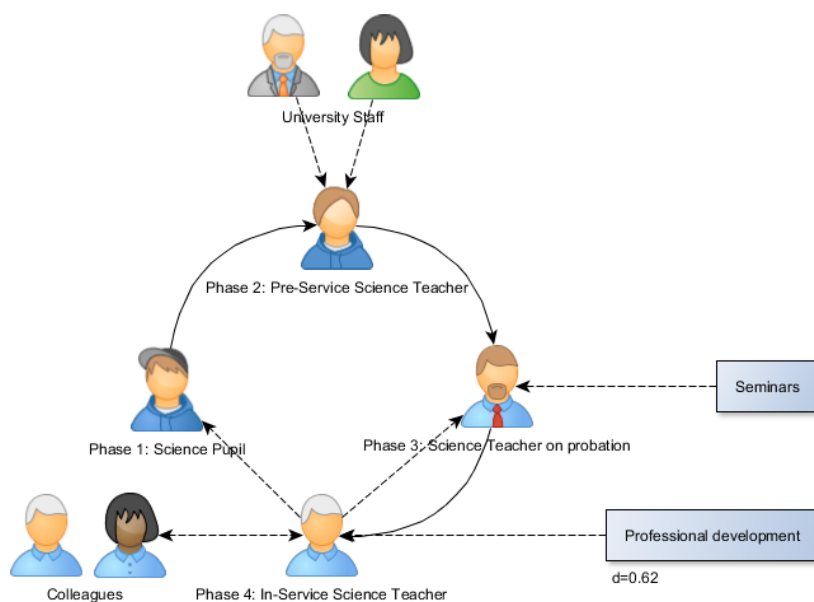 University Staff
Phase 2: Pre-Service Science Teacher
Seminars
Phase 1: Science Pupil
Phase 3: Science Teacher on probation
Professional development
d=0.62
Colleagues
Phase 4: In-Service Science Teacher